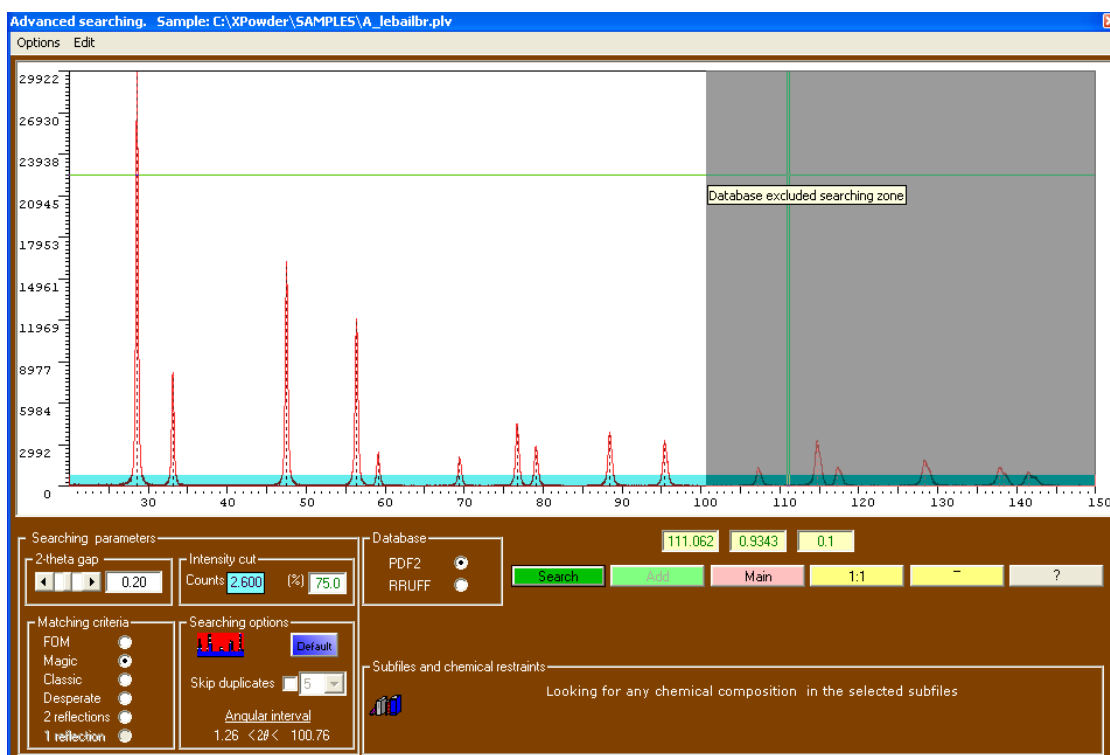 Advanced searching. Sample: C:\XPowder\SAMPLES\A_lebailbr.plv
Options Edit
29922
26930
23938
20945
17953
14961
11969
8977
5984
2992
0
Database excluded searching zone
30 40 50 60 70 80 90 100 110 120 130 140 150
Searching parameters
2-theta gap
0.20
Intensity cut
Counts 2.600 (%) 75.0
Database
PDF2
RRUFF
111.062 0.9343 0.1
Search Add Main 1:1 ‾ ?
Matching criteria
FOM
Magic
Classic
Desperate
2 reflections
1 reflection
Searching options
Default
Skip duplicates 5
Angular interval
1.26 <2θ< 100.76
Subfiles and chemical restraints
Looking for any chemical composition in the selected subfiles